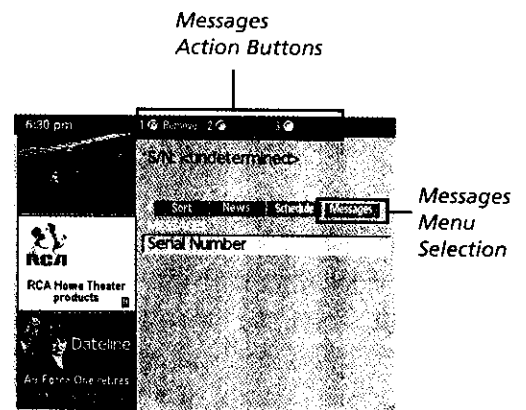 Messages
Action Buttons
6:30 pm
1 Remove 2 3
S/N: <undetermined>
Sort News Schedule Messages
Messages
Menu
Selection
Serial Number
RCA
RCA Home Theater
products
Dateline
Air Force One retires